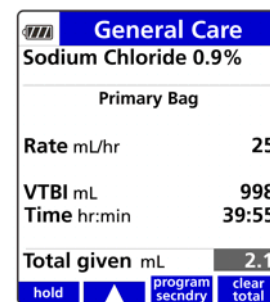 General Care
Sodium Chloride 0.9%
Primary Bag
Rate mL/hr 25
VTBI mL 998
Time hr:min 39:55
Total given mL 2.1
hold program secndry clear total